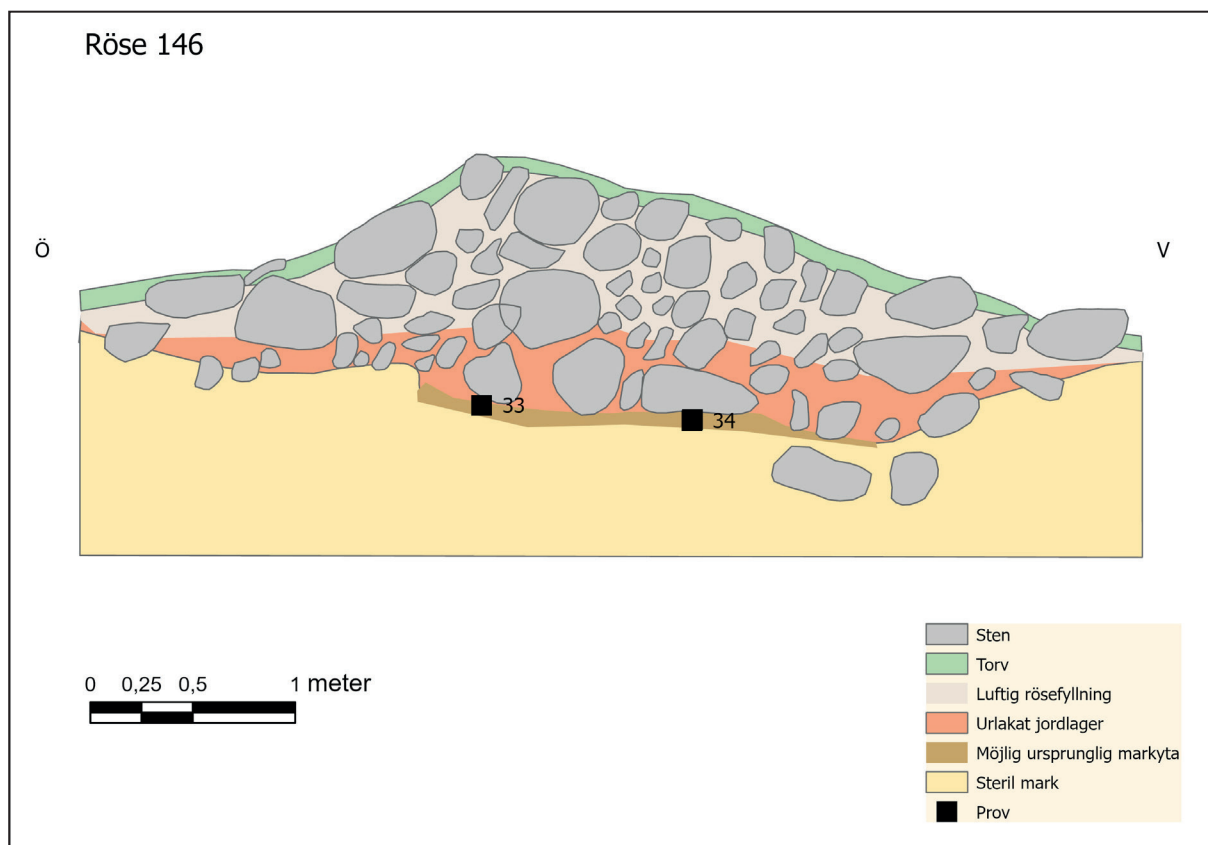 Röse 146
Ö
V
33
34
0 0,25 0,5 1 meter
Sten
Torv
Luftig rösefyllning
Urlakat jordlager
Möjlig ursprunglig markyta
Steril mark
Prov